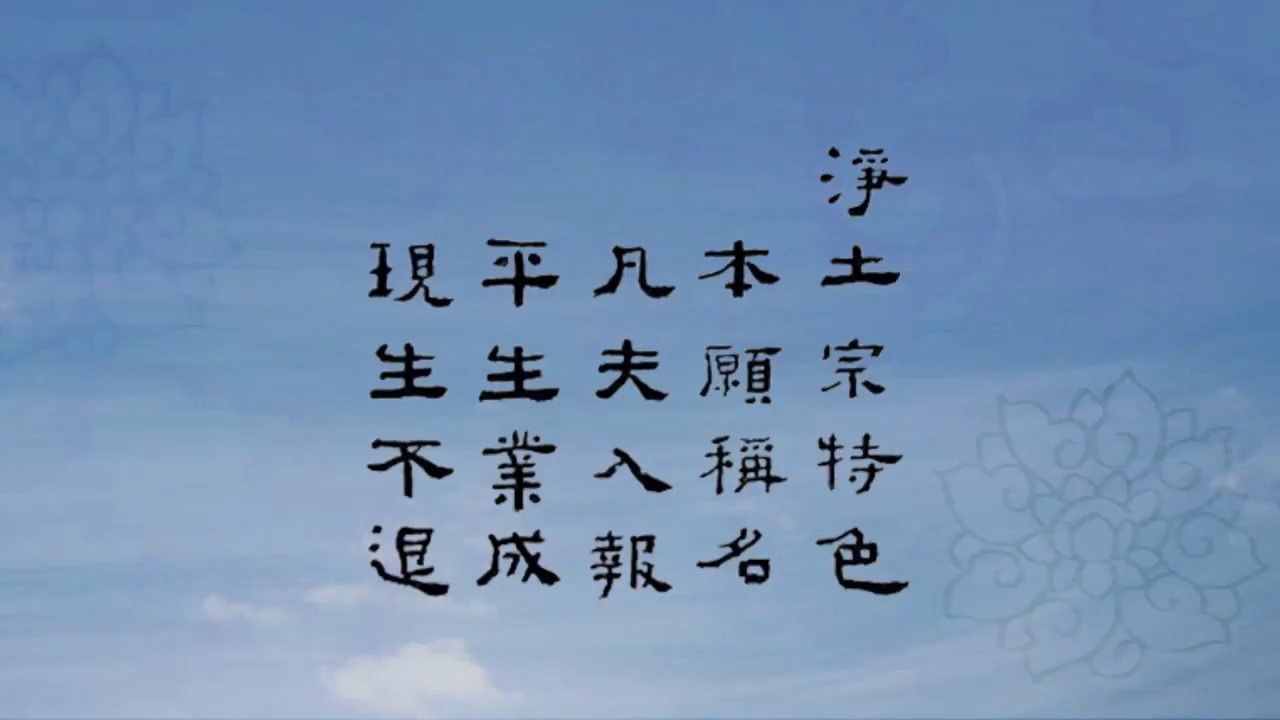 淨土宗特色
本願稱名
凡夫入報
平生業成
現生不退